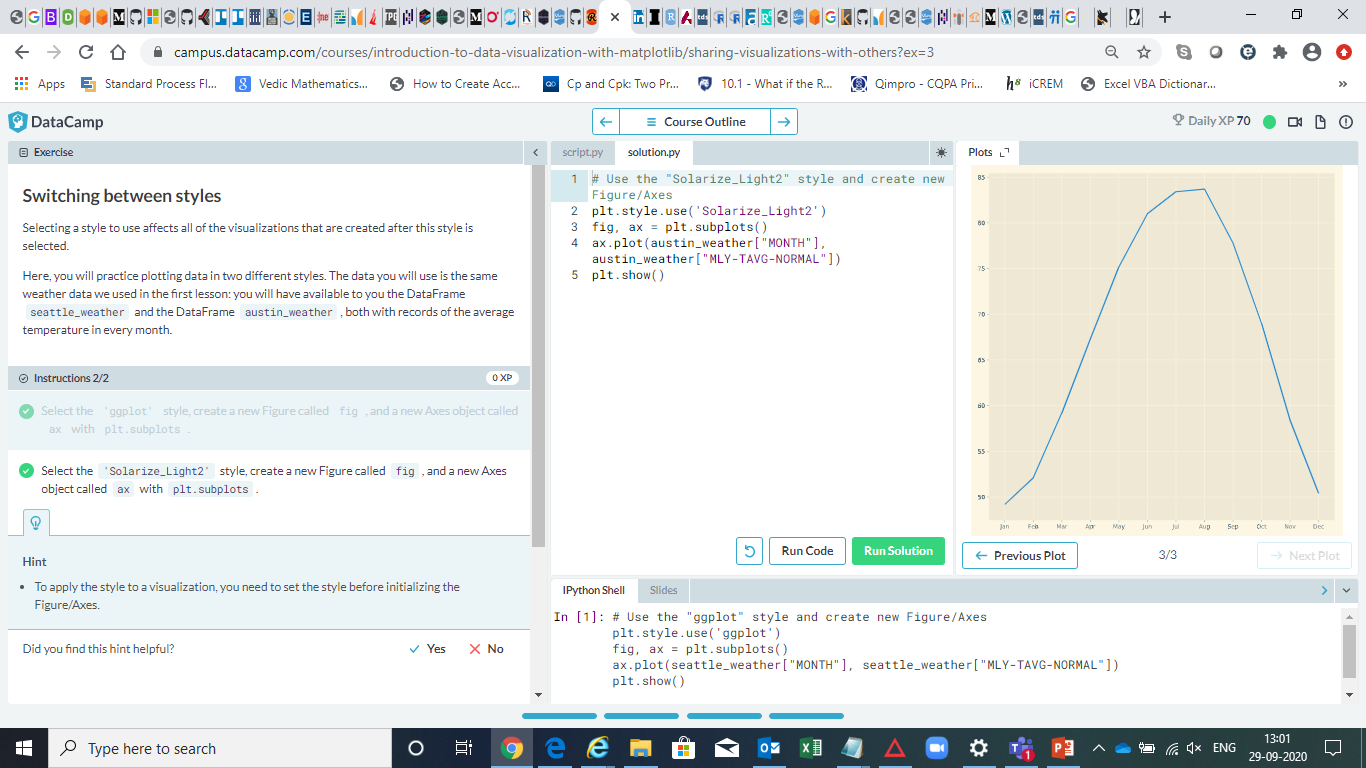 campus.datacamp.com/courses/introduction-to-data-visualization-with-matplotlib/sharing-visualizations-with-others?ex=3
Apps Standard Process Fl... Vedic Mathematics... How to Create Acc... Cp and Cpk: Two Pr... 10.1 - What if the R... Qimpro - CQPA Pri... iCREM Excel VBA Dictionar... »
DataCamp
Course Outline
Daily XP 70
Exercise
Switching between styles
Selecting a style to use affects all of the visualizations that are created after this style is
selected.
Here, you will practice plotting data in two different styles. The data you will use is the same
weather data we used in the first lesson: you will have available to you the DataFrame
seattle_weather and the DataFrame austin_weather , both with records of the average
temperature in every month.
Instructions 2/2
0 XP
Select the 'ggplot' style, create a new Figure called fig , and a new Axes object called
ax with plt.subplots .
Select the 'Solarize_Light2' style, create a new Figure called fig , and a new Axes
object called ax with plt.subplots .
Hint
• To apply the style to a visualization, you need to set the style before initializing the
Figure/Axes.
Did you find this hint helpful?
Yes
No
script.py
solution.py
1 # Use the "Solarize_Light2" style and create new
Figure/Axes
2 plt.style.use('Solarize_Light2')
3 fig, ax = plt.subplots()
4 ax.plot(austin_weather["MONTH"],
austin_weather["MLY-TAVG-NORMAL"])
5 plt.show()
Run Code
Run Solution
Plots
85
80
75
70
65
60
55
50
Jan Feb Mar Apr May Jun Jul Aug Sep Oct Nov Dec
Previous Plot
3/3
Next Plot
IPython Shell
Slides
In [1]: # Use the "ggplot" style and create new Figure/Axes
plt.style.use('ggplot')
fig, ax = plt.subplots()
ax.plot(seattle_weather["MONTH"], seattle_weather["MLY-TAVG-NORMAL"])
plt.show()
Type here to search
ENG
13:01
29-09-2020